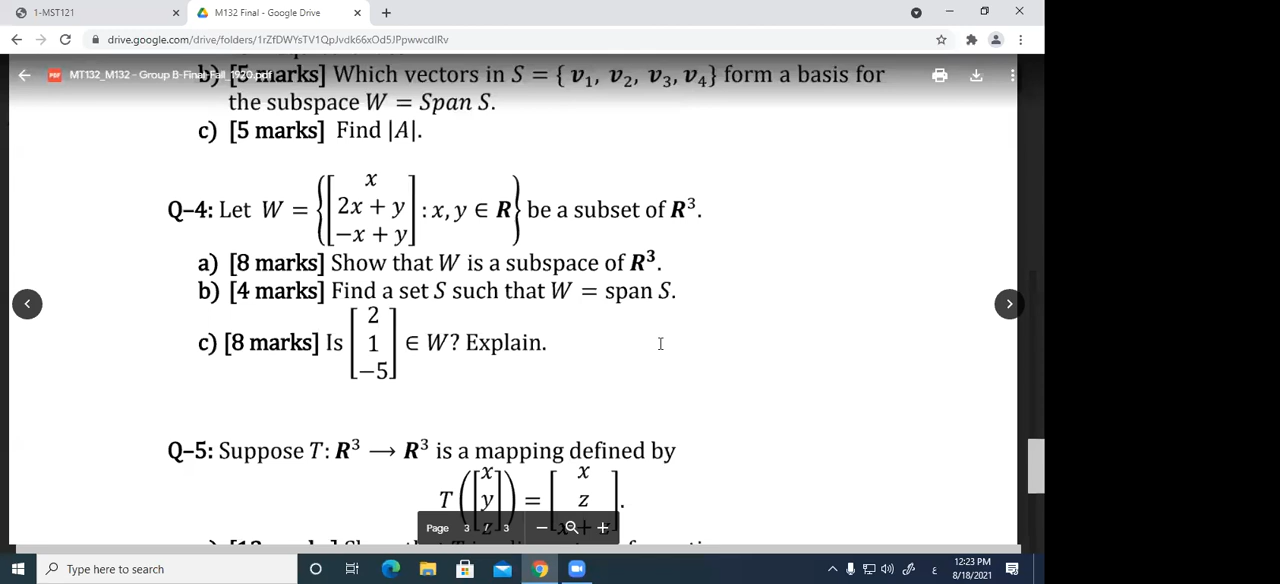 1-MST121
M132 Final - Google Drive
drive.google.com/drive/folders/1rZfDWYsTV1QpJvdk66xOd5JPpwwcdIRv
MT132_M132 - Group B-Final-Fall_1920.pdf
b) [5 marks] Which vectors in S = { v₁, v₂, v₃, v₄} form a basis for
the subspace W = Span S.
c) [5 marks] Find |A|.
Q–4: Let W = {[x
2x + y
−x + y] : x, y ∈ R} be a subset of R³.
a) [8 marks] Show that W is a subspace of R³.
b) [4 marks] Find a set S such that W = span S.
c) [8 marks] Is [2
1
−5] ∈ W? Explain.
Q–5: Suppose T: R³ ⟶ R³ is a mapping defined by
T([x
y
z]) = [x
z
Page 3 / 3
Type here to search
ع
12:23 PM
8/18/2021